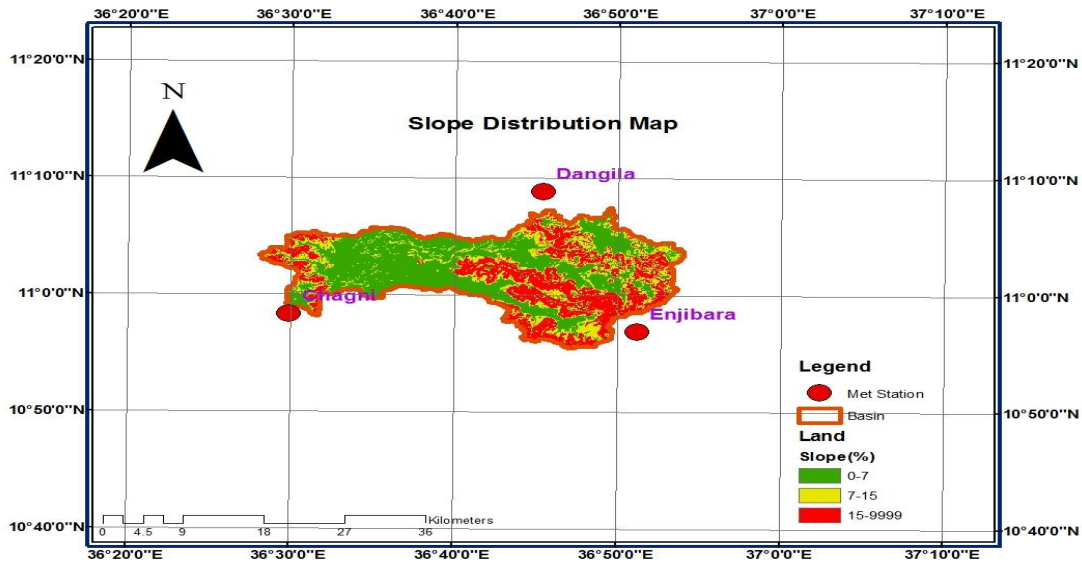 36°20'0"E 36°30'0"E 36°40'0"E 36°50'0"E 37°0'0"E 37°10'0"E
11°20'0"N 11°20'0"N
N
Slope Distribution Map
Dangila
11°10'0"N 11°10'0"N
11°0'0"N 11°0'0"N
Chagni
Enjibara
Legend
Met Station
Basin
10°50'0"N 10°50'0"N
Land
Slope(%)
0-7
7-15
15-9999
Kilometers
0 4.5 9 18 27 36
10°40'0"N 10°40'0"N
36°20'0"E 36°30'0"E 36°40'0"E 36°50'0"E 37°0'0"E 37°10'0"E